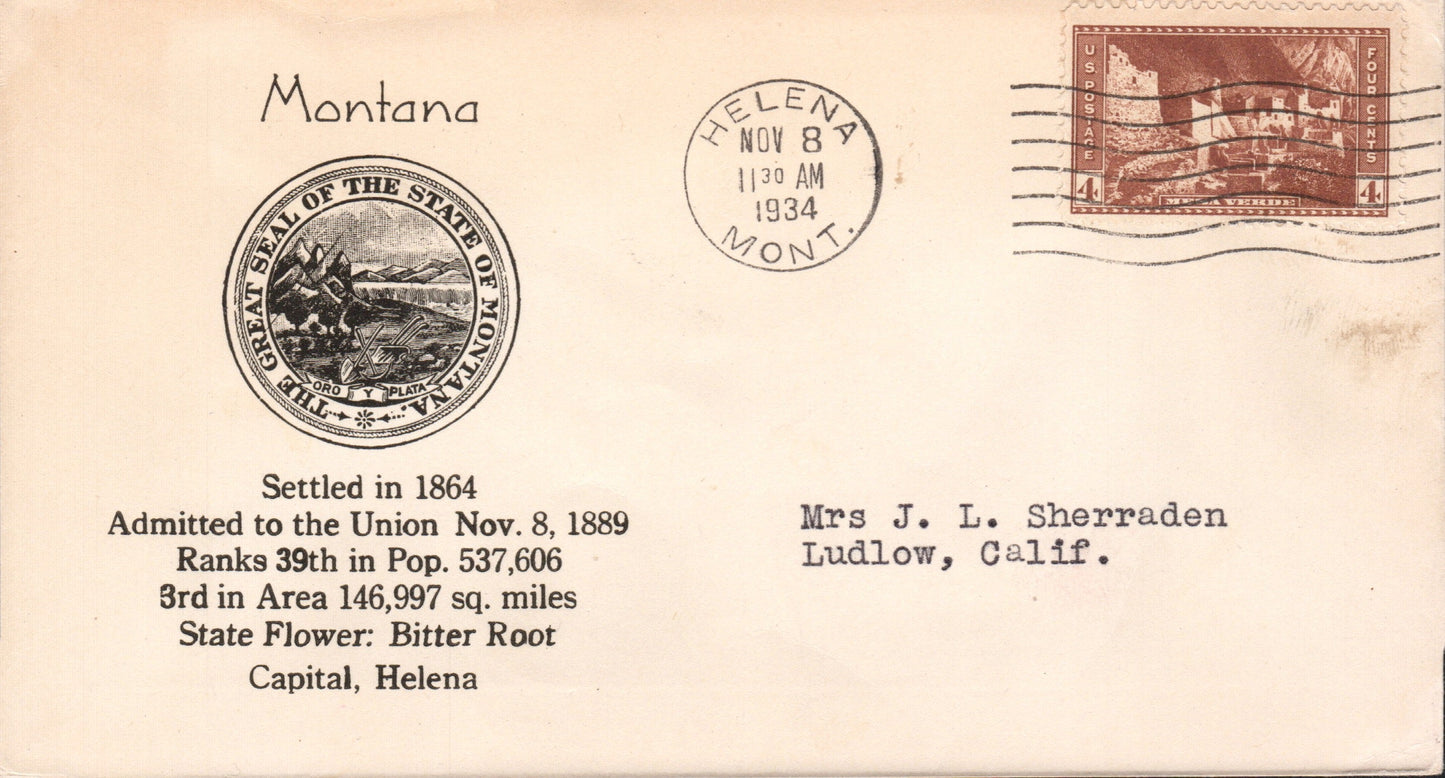 Montana
THE GREAT SEAL OF THE STATE OF MONTANA.
ORO Y PLATA
Settled in 1864
Admitted to the Union Nov. 8, 1889
Ranks 39th in Pop. 537,606
3rd in Area 146,997 sq. miles
State Flower: Bitter Root
Capital, Helena
HELENA
NOV 8
11 30 AM
1934
MONT.
U S POSTAGE
FOUR CENTS
4 MESA VERDE 4
Mrs J. L. Sherraden
Ludlow, Calif.